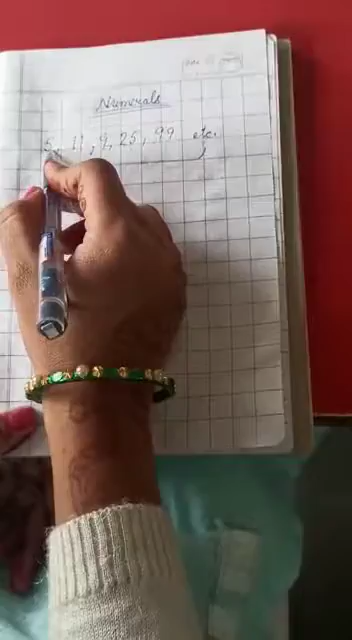 Numerals
5, 11, 9, 25, 99 etc.